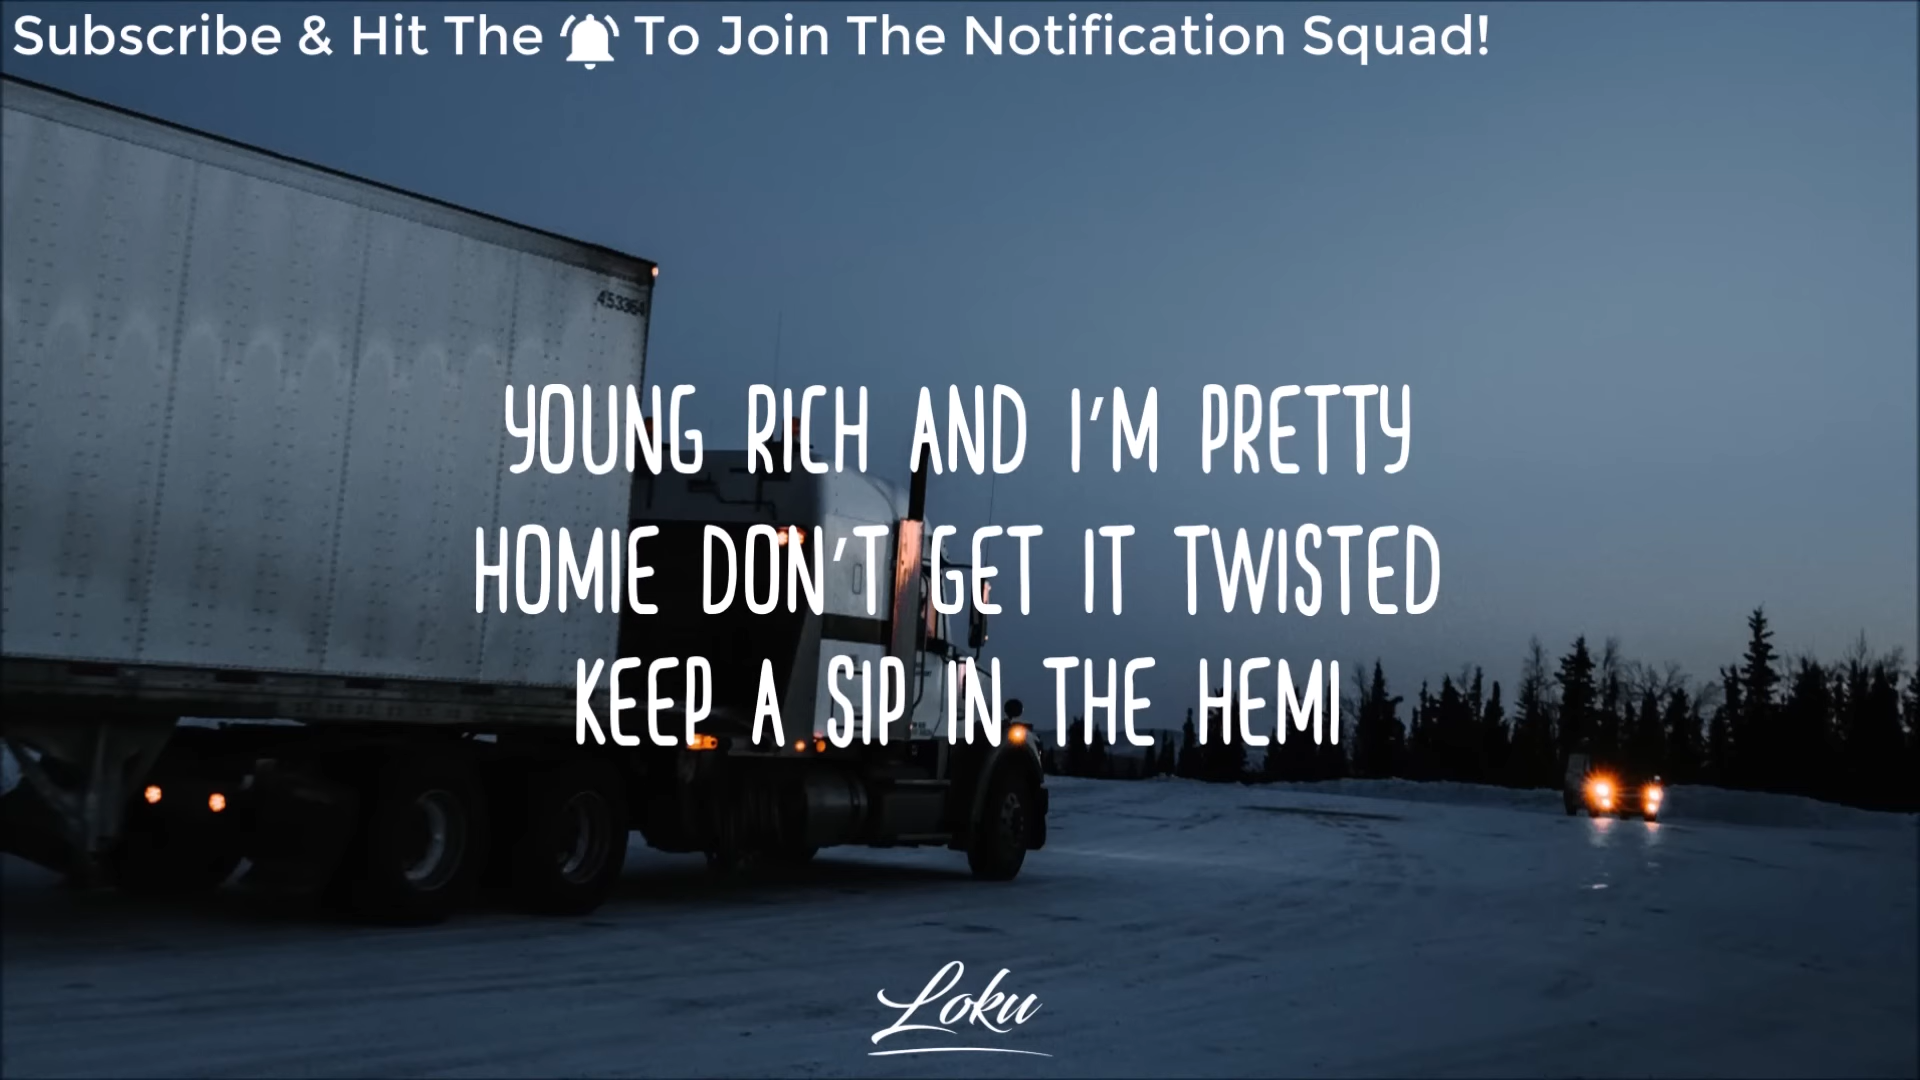 Subscribe & Hit The To Join The Notification Squad!
453364
YOUNG RICH AND I'M PRETTY
HOMIE DON'T GET IT TWISTED
KEEP A SIP IN THE HEMI
Loku